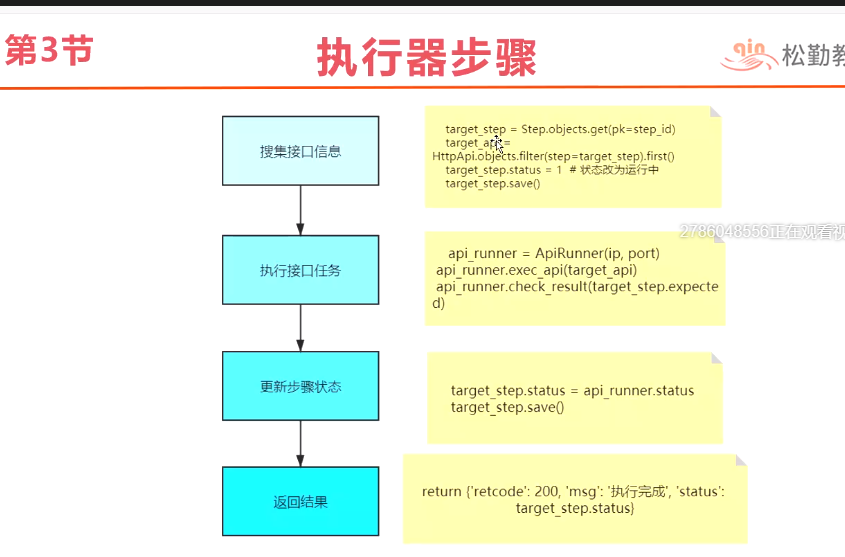 第3节
执行器步骤
qin 松勤教
搜集接口信息
target_step = Step.objects.get(pk=step_id)
target_api =
HttpApi.objects.filter(step=target_step).first()
target_step.status = 1 # 状态改为运行中
target_step.save()
2786048556正在观看视
执行接口任务
api_runner = ApiRunner(ip, port)
api_runner.exec_api(target_api)
api_runner.check_result(target_step.expecte
d)
更新步骤状态
target_step.status = api_runner.status
target_step.save()
返回结果
return {'retcode': 200, 'msg': '执行完成', 'status':
target_step.status}